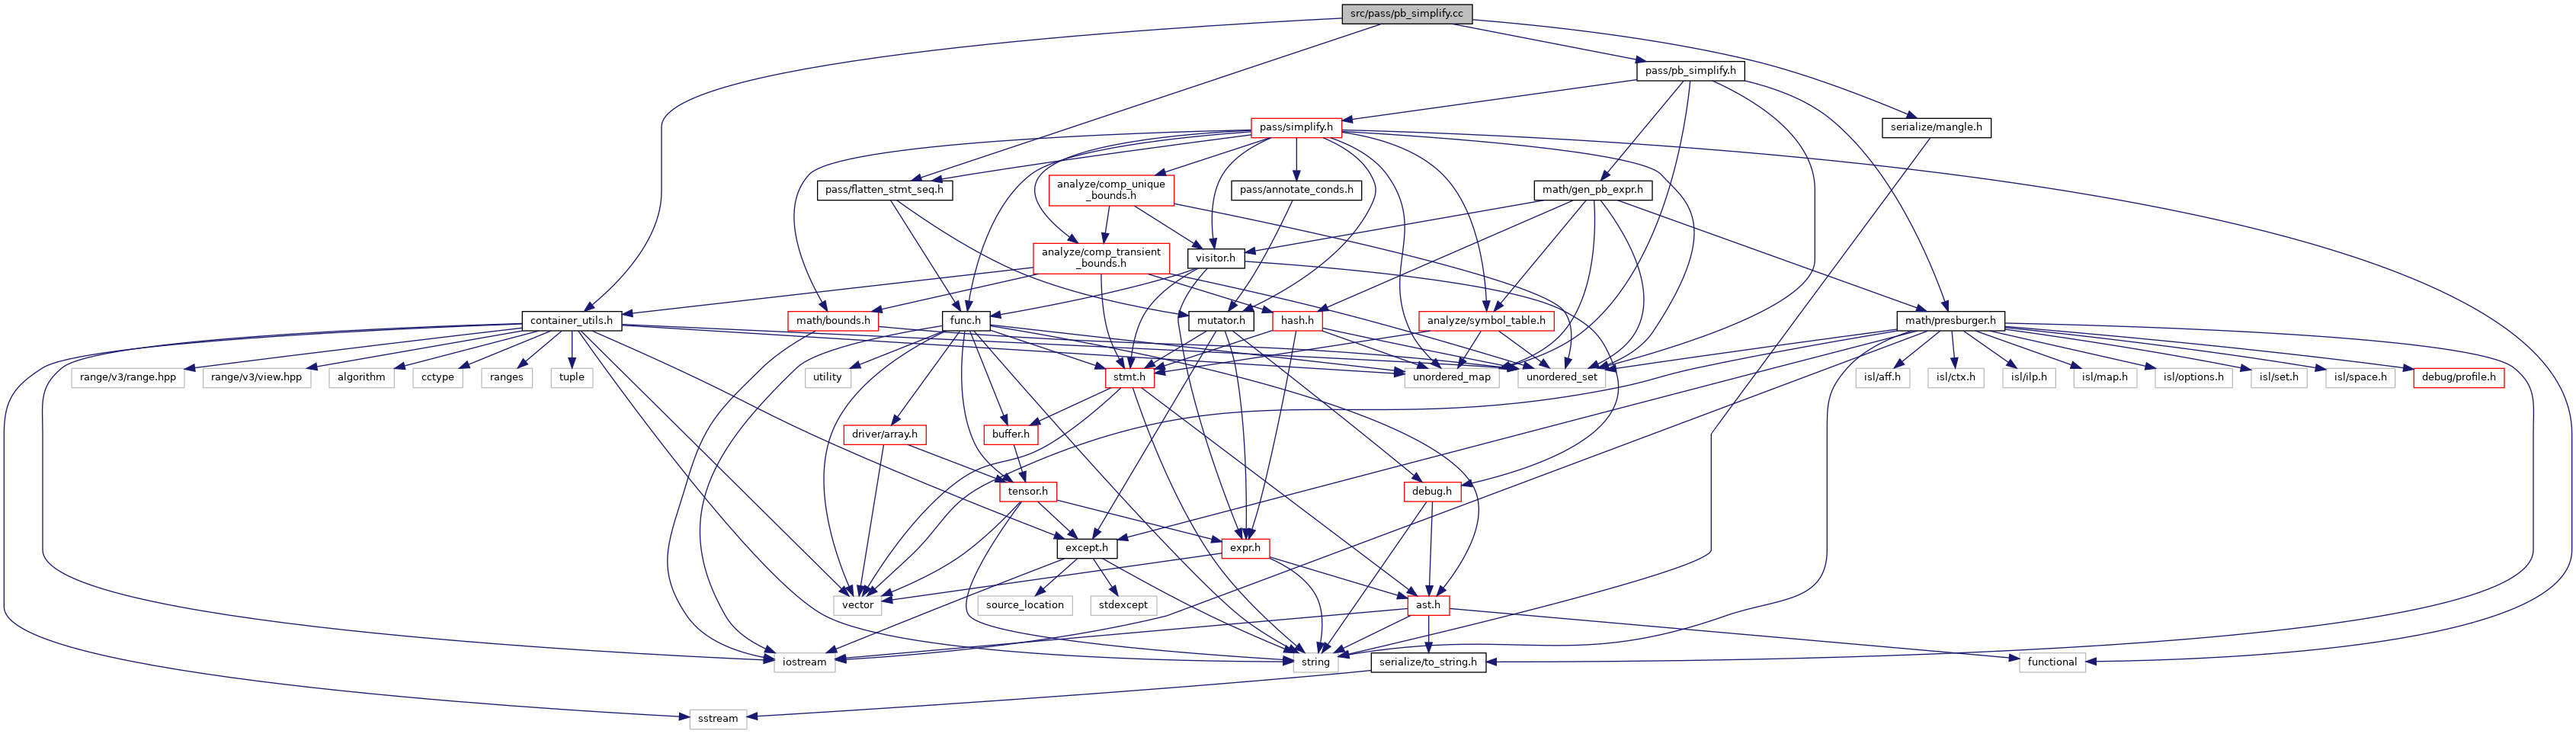 src/pass/pb_simplify.cc
pass/pb_simplify.h
pass/simplify.h
serialize/mangle.h
pass/flatten_stmt_seq.h
analyze/comp_unique
_bounds.h
pass/annotate_conds.h
math/gen_pb_expr.h
analyze/comp_transient
_bounds.h
visitor.h
container_utils.h
math/bounds.h
func.h
mutator.h
hash.h
analyze/symbol_table.h
math/presburger.h
range/v3/range.hpp
range/v3/view.hpp
algorithm
cctype
ranges
tuple
utility
stmt.h
unordered_map
unordered_set
isl/aff.h
isl/ctx.h
isl/ilp.h
isl/map.h
isl/options.h
isl/set.h
isl/space.h
debug/profile.h
driver/array.h
buffer.h
tensor.h
debug.h
except.h
expr.h
vector
source_location
stdexcept
ast.h
iostream
string
serialize/to_string.h
functional
sstream